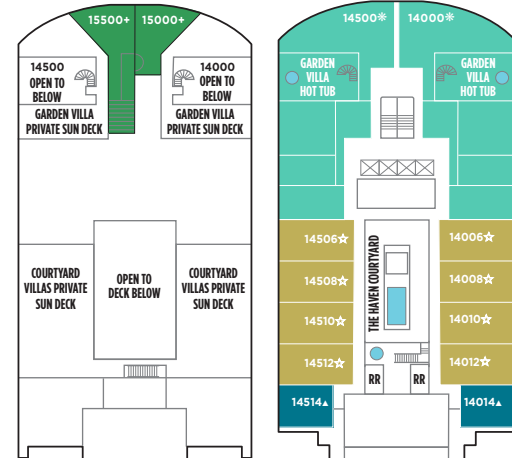 15500+ 15000+
14500
OPEN TO
BELOW
14000
OPEN TO
BELOW
GARDEN VILLA
PRIVATE SUN DECK
GARDEN VILLA
PRIVATE SUN DECK
COURTYARD
VILLAS PRIVATE
SUN DECK
OPEN TO
DECK BELOW
COURTYARD
VILLAS PRIVATE
SUN DECK
14500✳ 14000✳
GARDEN
VILLA
HOT TUB
GARDEN
VILLA
HOT TUB
14506☆ 14006☆
14508☆ 14008☆
14510☆ 14010☆
14512☆ 14012☆
THE HAVEN COURTYARD
RR RR
14514▲ 14014▲